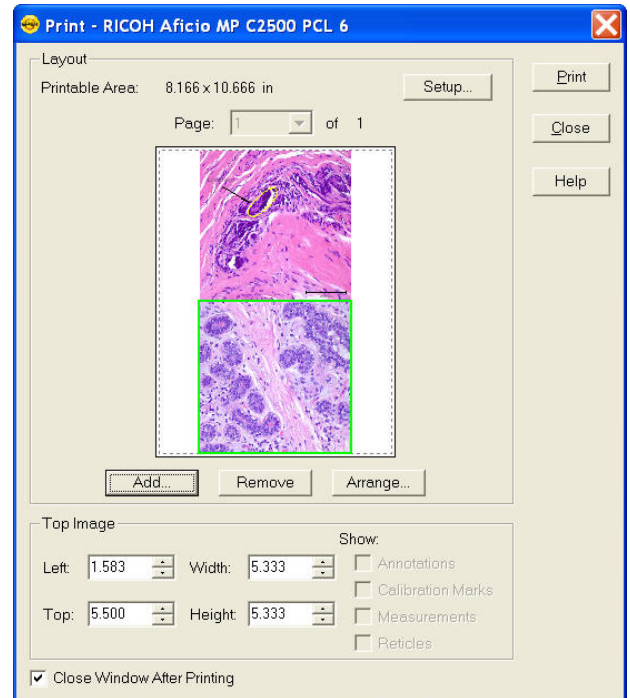 Print - RICOH Aficio MP C2500 PCL 6
Layout
Printable Area: 8.166 x 10.666 in
Setup...
Print
Page: 1 of 1
Close
Help
Add... Remove Arrange...
Top Image
Show:
Left: 1.583 Width: 5.333 Annotations
Calibration Marks
Top: 5.500 Height: 5.333 Measurements
Reticles
Close Window After Printing